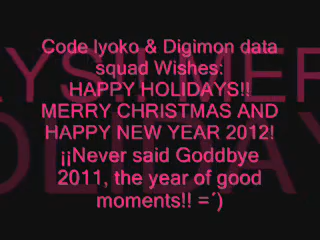 Code lyoko & Digimon data
squad Wishes:
HAPPY HOLIDAYS!!
MERRY CHRISTMAS AND
HAPPY NEW YEAR 2012!
¡¡Never said Goddbye
2011, the year of good
moments!! =´)